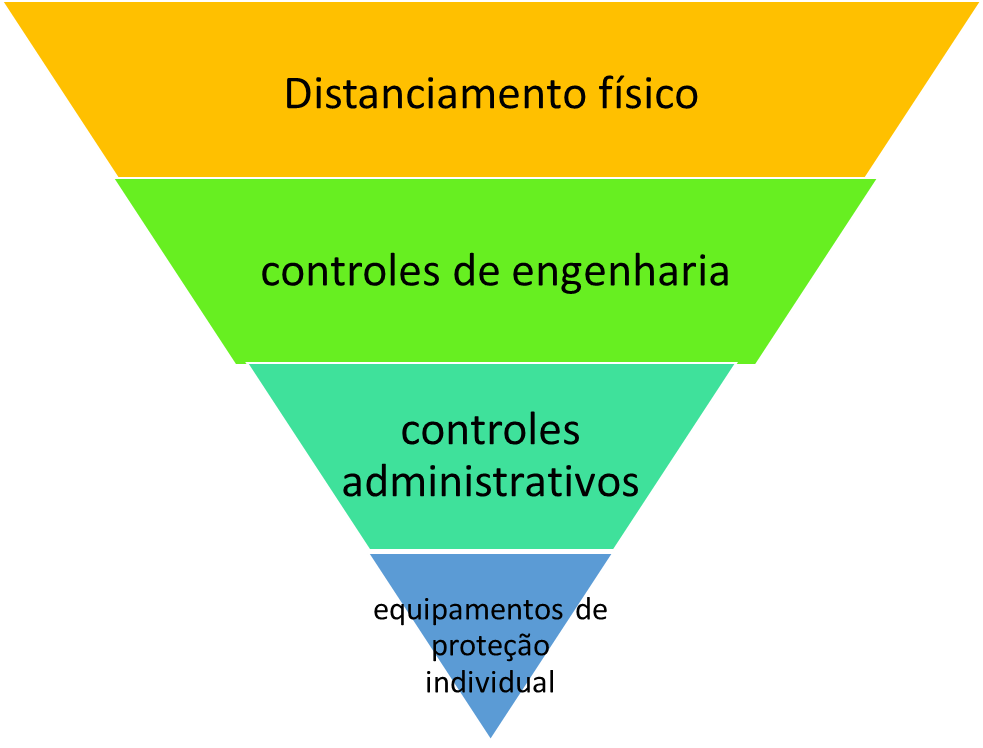 Distanciamento físico
controles de engenharia
controles
administrativos
equipamentos de
proteção
individual